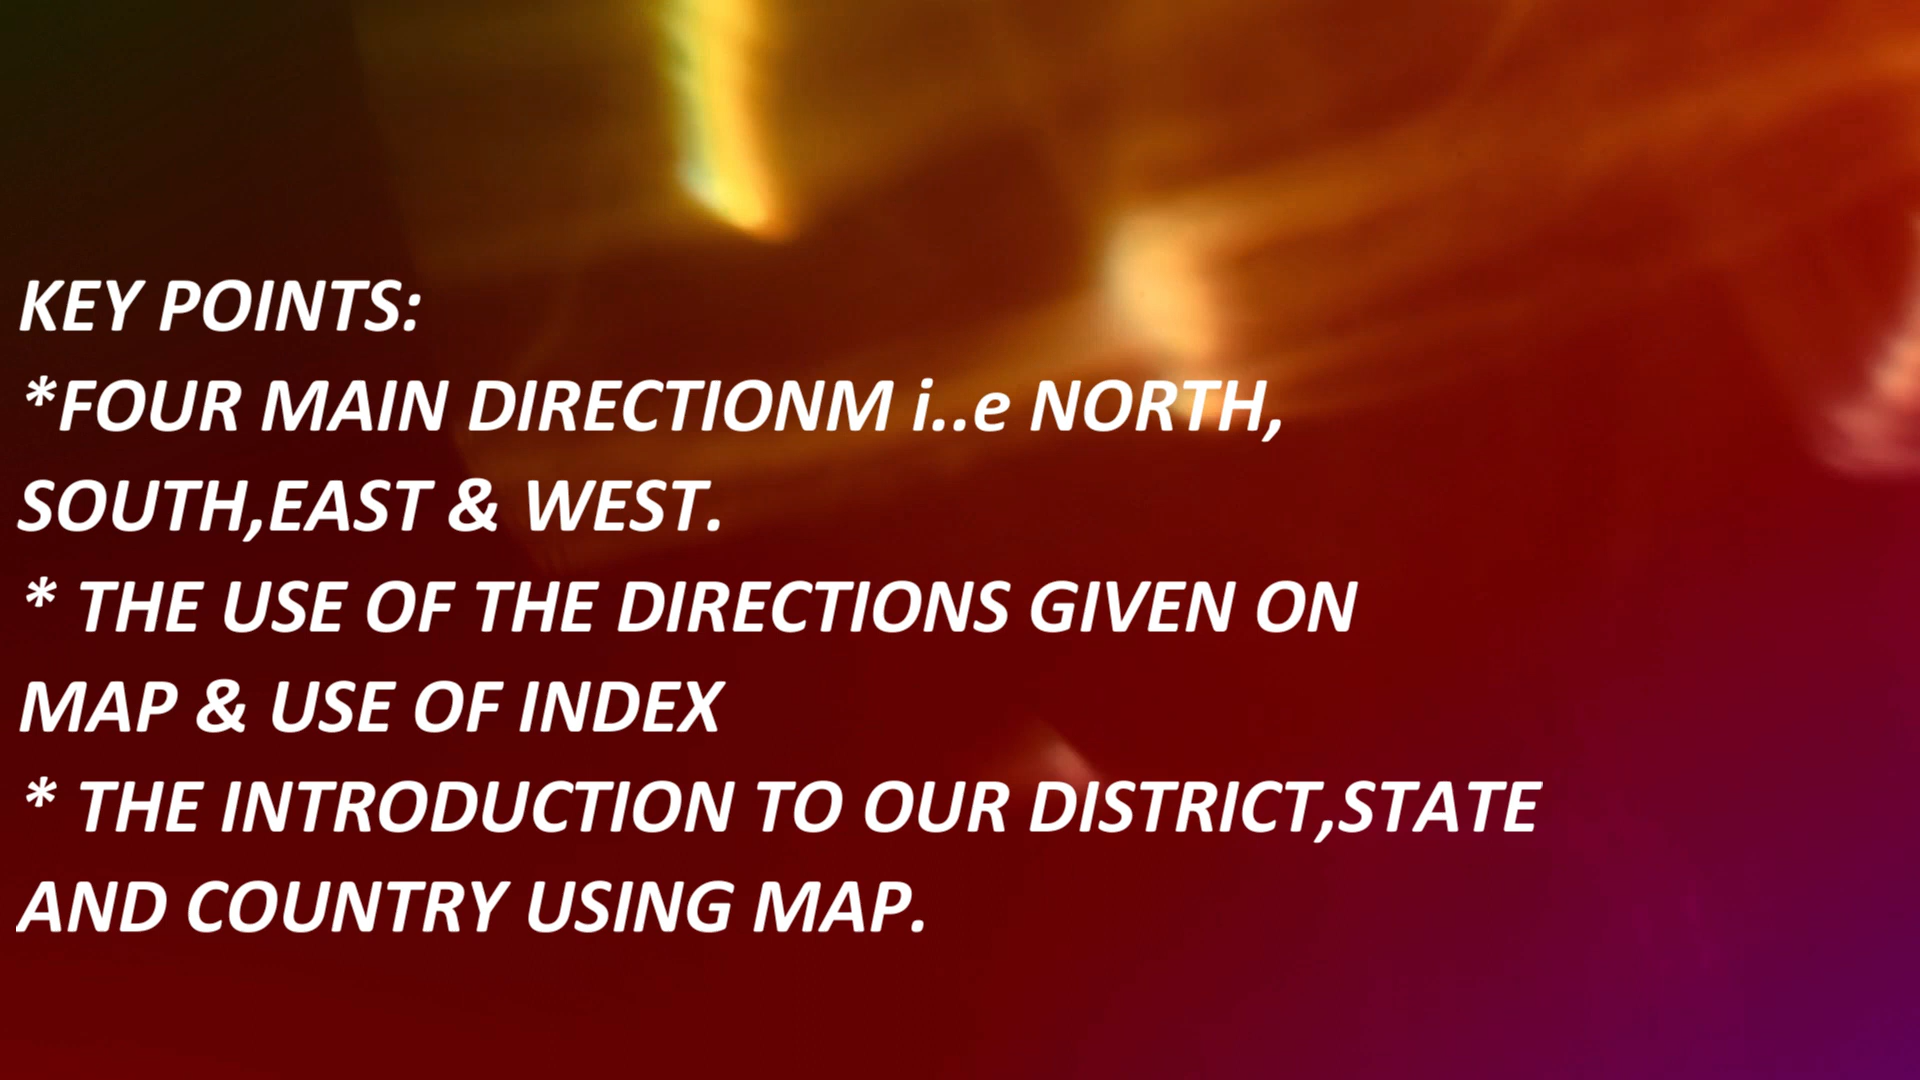 KEY POINTS:
*FOUR MAIN DIRECTIONM i..e NORTH,
SOUTH,EAST & WEST.
* THE USE OF THE DIRECTIONS GIVEN ON
MAP & USE OF INDEX
* THE INTRODUCTION TO OUR DISTRICT,STATE
AND COUNTRY USING MAP.